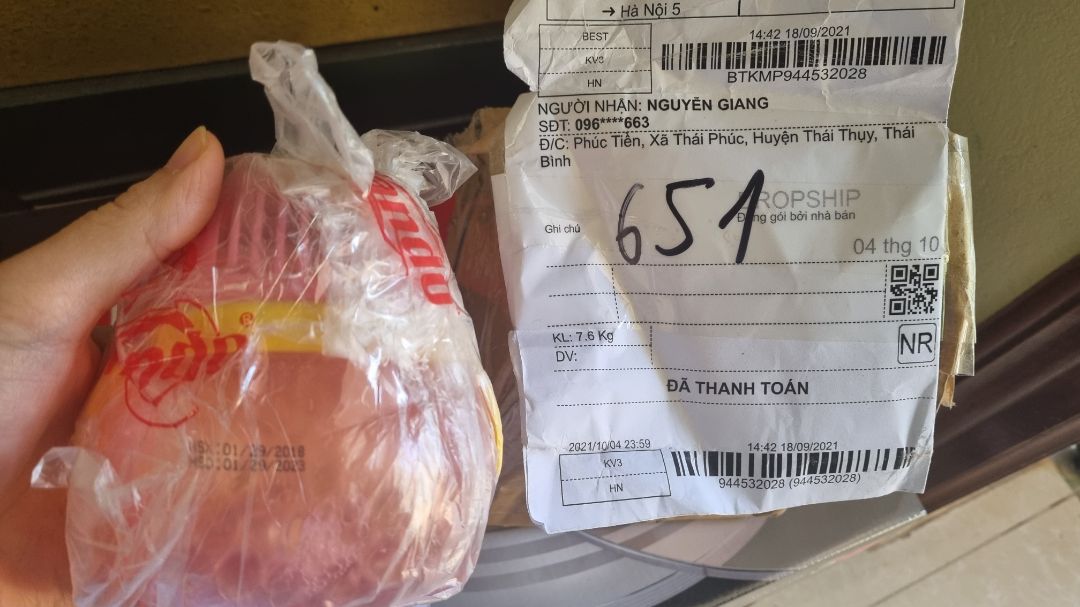 → Hà Nội 5
BEST
KV3
HN
14:42 18/09/2021
BTKMP944532028
NGƯỜI NHẬN: NGUYỄN GIANG
SĐT: 096****663
Đ/C: Phúc Tiền, Xã Thái Phúc, Huyện Thái Thụy, Thái
Bình
651
DROPSHIP
Đóng gói bởi nhà bán
Ghi chú
04 thg 10
KL: 7.6 Kg
NR
DV:
ĐÃ THANH TOÁN
2021/10/04 23:59
14:42 18/09/2021
KV3
HN
944532028 (944532028)
®
NSX:01/29/2018
HSD:01/29/2023